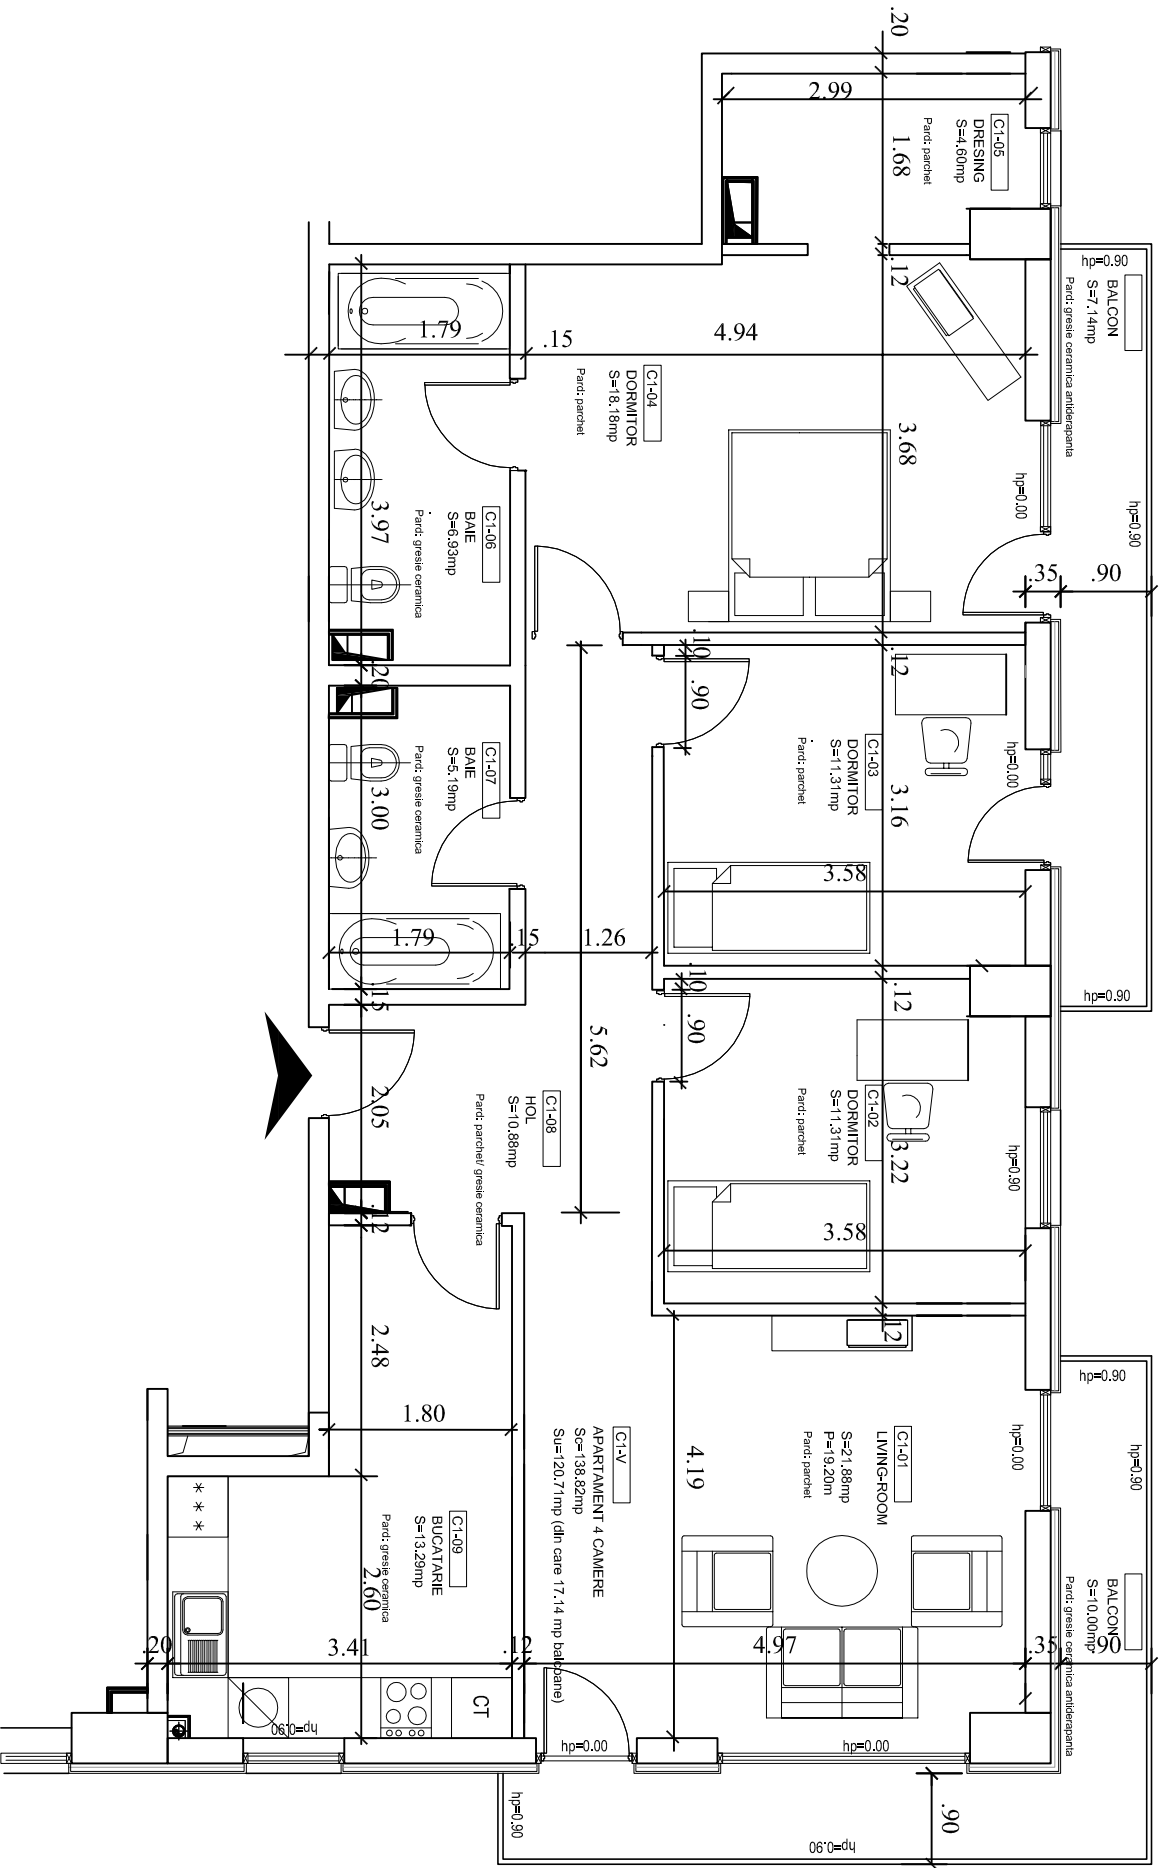 .20
2.99
1.68
C1-05
DRESING
S=4.60mp
Pard: parchet
.12
hp=0.90
BALCON
S=7.14mp
Pard: gresie ceramica antiderapanta
hp=0.90
hp=0.90
1.79
.15
4.94
C1-04
DORMITOR
S=18.18mp
Pard: parchet
3.68
hp=0.00
.35
.90
C1-06
BAIE
S=6.93mp
Pard: gresie ceramica
3.97
.20
.10
.90
.12
C1-07
BAIE
S=5.19mp
Pard: gresie ceramica
3.00
C1-03
DORMITOR
S=11.31mp
Pard: parchet
3.16
hp=0.00
3.58
1.79
.15
1.26
.15
.10
.90
.12
5.62
2.05
C1-08
HOL
S=10.88mp
Pard: parchet/ gresie ceramica
C1-02
DORMITOR
S=11.31mp
Pard: parchet
3.22
hp=0.90
3.58
.12
.12
2.48
1.80
4.19
C1-V
APARTAMENT 4 CAMERE
Sc=138.82mp
Su=120.71mp (din care 17.14 mp balcoane)
C1-01
LIVING-ROOM
S=21.88mp
P=19.20m
Pard: parchet
hp=0.00
hp=0.90
hp=0.90
BALCON
S=10.00mp
Pard: gresie ceramica antiderapanta
C1-09
BUCATARIE
S=13.29mp
Pard: gresie ceramica
2.60
.20
3.41
.12
4.97
.35
.90
CT
hp=0.90
hp=0.00
hp=0.00
.90
hp=0.90
hp=0.90